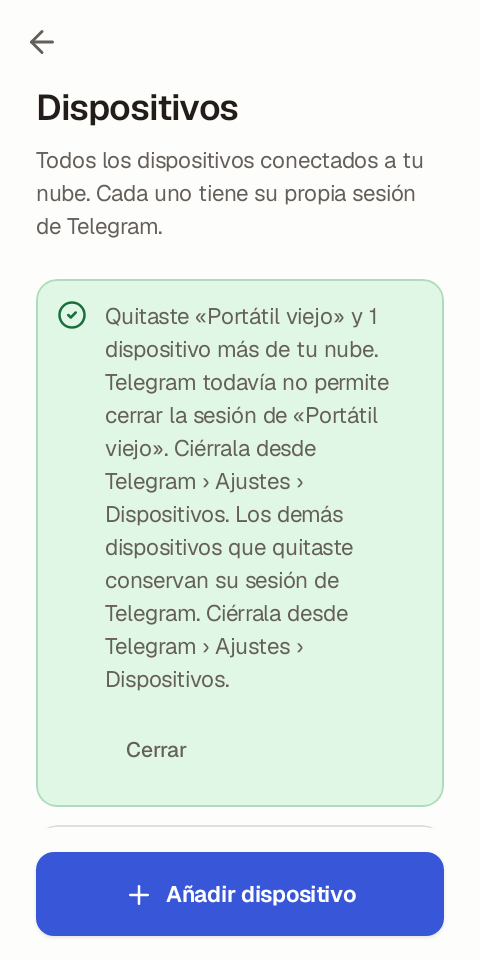 Dispositivos
Todos los dispositivos conectados a tu
nube. Cada uno tiene su propia sesión
de Telegram.
Quitaste «Portátil viejo» y 1
dispositivo más de tu nube.
Telegram todavía no permite
cerrar la sesión de «Portátil
viejo». Ciérrala desde
Telegram › Ajustes ›
Dispositivos. Los demás
dispositivos que quitaste
conservan su sesión de
Telegram. Ciérrala desde
Telegram › Ajustes ›
Dispositivos.
Cerrar
Añadir dispositivo